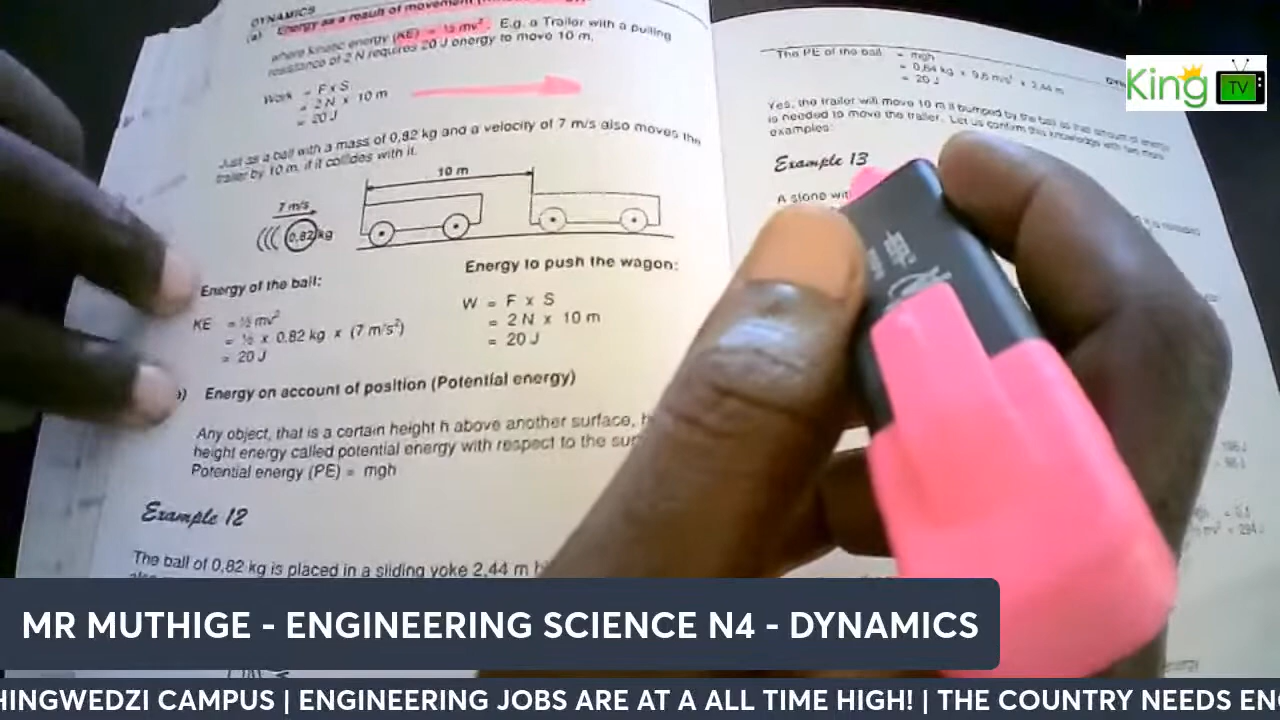 DYNAMICS
(a) Energy as a result of movement
where kinetic energy (KE) = ½ mv². E.g. a Trailor with a pulling
resistance of 2 N requires 20 J energy to move 10 m.
Work = F x S
= 2 N x 10 m
= 20 J
Just as a ball with a mass of 0,82 kg and a velocity of 7 m/s also moves the
trailer by 10 m, if it collides with it.
10 m
7 m/s
0,82 kg
Energy of the ball:
KE = ½ mv²
= ½ x 0.82 kg x (7 m/s²)
= 20 J
Energy to push the wagon:
W = F x S
= 2 N x 10 m
= 20 J
) Energy on account of position (Potential energy)
Any object, that is a certain height h above another surface, h
height energy called potential energy with respect to the sur
Potential energy (PE) = mgh
Example 12
The ball of 0,82 kg is placed in a sliding yoke 2,44 m h
The PE of the ball = mgh
= 20 J
Yes, the trailer will move 10 m if bumped by the ball as that amount of energy
is needed to move the trailer. Let us confirm this knowledge with two more
examples:
Example 13
A stone wit
King TV
MR MUTHIGE - ENGINEERING SCIENCE N4 - DYNAMICS
HINGWEDZI CAMPUS | ENGINEERING JOBS ARE AT A ALL TIME HIGH! | THE COUNTRY NEEDS EN